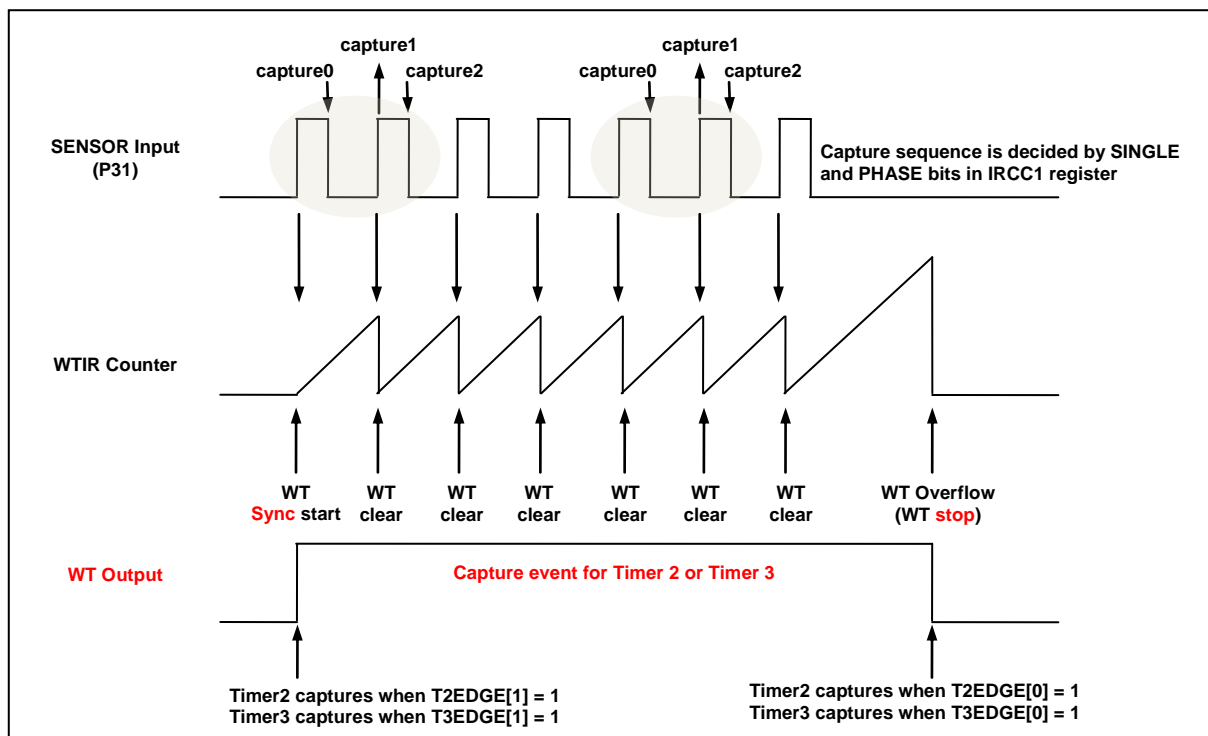 capture1
capture1
capture0
capture2
capture0
capture2
SENSOR Input
(P31)
Capture sequence is decided by SINGLE
and PHASE bits in IRCC1 register
WTIR Counter
WT
Sync start
WT
clear
WT
clear
WT
clear
WT
clear
WT
clear
WT
clear
WT Overflow
(WT stop)
WT Output
Capture event for Timer 2 or Timer 3
Timer2 captures when T2EDGE[1] = 1
Timer3 captures when T3EDGE[1] = 1
Timer2 captures when T2EDGE[0] = 1
Timer3 captures when T3EDGE[0] = 1